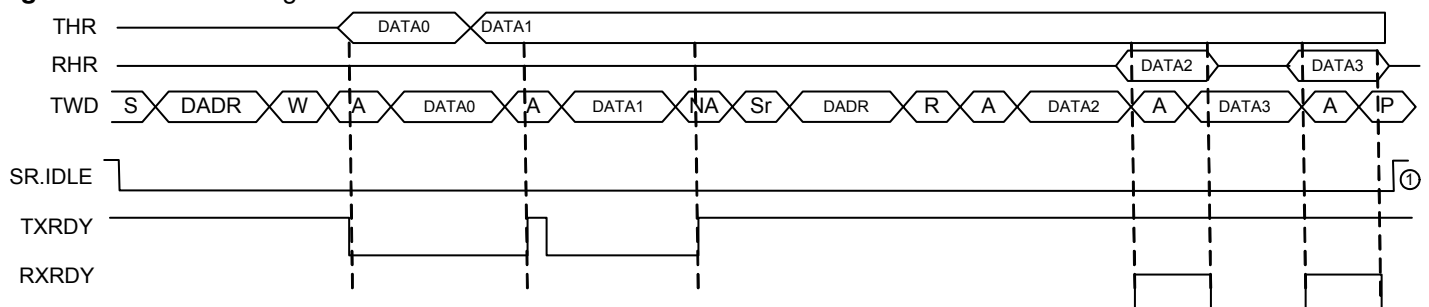 THR DATA0 DATA1
RHR DATA2 DATA3
TWD S DADR W A DATA0 A DATA1 NA Sr DADR R A DATA2 A DATA3 A P
SR.IDLE ①
TXRDY
RXRDY